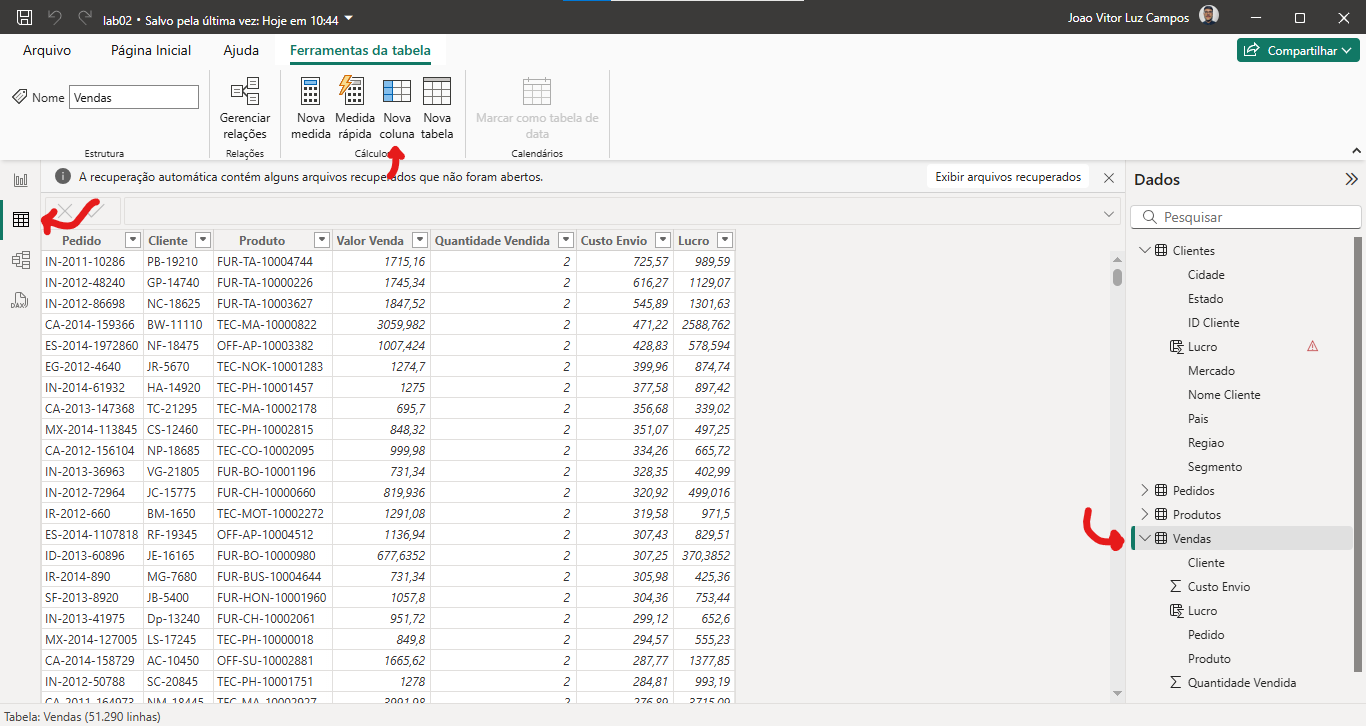 lab02 • Salvo pela última vez: Hoje em 10:44
Joao Vitor Luz Campos
Arquivo Página Inicial Ajuda Ferramentas da tabela
Compartilhar
Nome Vendas
Gerenciar relações
Nova medida
Medida rápida
Nova coluna
Nova tabela
Marcar como tabela de data
Estrutura Relações Cálculos Calendários
A recuperação automática contém alguns arquivos recuperados que não foram abertos.
Exibir arquivos recuperados
DAX
Pedido Cliente Produto Valor Venda Quantidade Vendida Custo Envio Lucro
IN-2011-10286 PB-19210 FUR-TA-10004744 1715,16 2 725,57 989,59
IN-2012-48240 GP-14740 FUR-TA-10000226 1745,34 2 616,27 1129,07
IN-2012-86698 NC-18625 FUR-TA-10003627 1847,52 2 545,89 1301,63
CA-2014-159366 BW-11110 TEC-MA-10000822 3059,982 2 471,22 2588,762
ES-2014-1972860 NF-18475 OFF-AP-10003382 1007,424 2 428,83 578,594
EG-2012-4640 JR-5670 TEC-NOK-10001283 1274,7 2 399,96 874,74
IN-2014-61932 HA-14920 TEC-PH-10001457 1275 2 377,58 897,42
CA-2013-147368 TC-21295 TEC-MA-10002178 695,7 2 356,68 339,02
MX-2014-113845 CS-12460 TEC-PH-10002815 848,32 2 351,07 497,25
CA-2012-156104 NP-18685 TEC-CO-10002095 999,98 2 334,26 665,72
IN-2013-36963 VG-21805 FUR-BO-10001196 731,34 2 328,35 402,99
IN-2012-72964 JC-15775 FUR-CH-10000660 819,936 2 320,92 499,016
IR-2012-660 BM-1650 TEC-MOT-10002272 1291,08 2 319,58 971,5
ES-2014-1107818 RF-19345 OFF-AP-10004512 1136,94 2 307,43 829,51
ID-2013-60896 JE-16165 FUR-BO-10000980 677,6352 2 307,25 370,3852
IR-2014-890 MG-7680 FUR-BUS-10004644 731,34 2 305,98 425,36
SF-2013-8920 JB-5400 FUR-HON-10001960 1057,8 2 304,36 753,44
IN-2013-41975 Dp-13240 FUR-CH-10002061 951,72 2 299,12 652,6
MX-2014-127005 LS-17245 TEC-PH-10000018 849,8 2 294,57 555,23
CA-2014-158729 AC-10450 OFF-SU-10002881 1665,62 2 287,77 1377,85
IN-2012-50788 SC-20845 TEC-PH-10001751 1278 2 284,81 993,19
CA-2011-164973 NM-18445 TEC-MA-10002927 3991,98 2 276,89 3715,09
Dados
Pesquisar
Clientes
Cidade
Estado
ID Cliente
Lucro
Mercado
Nome Cliente
Pais
Regiao
Segmento
Pedidos
Produtos
Vendas
Cliente
Custo Envio
Lucro
Pedido
Produto
Quantidade Vendida
Tabela: Vendas (51.290 linhas)